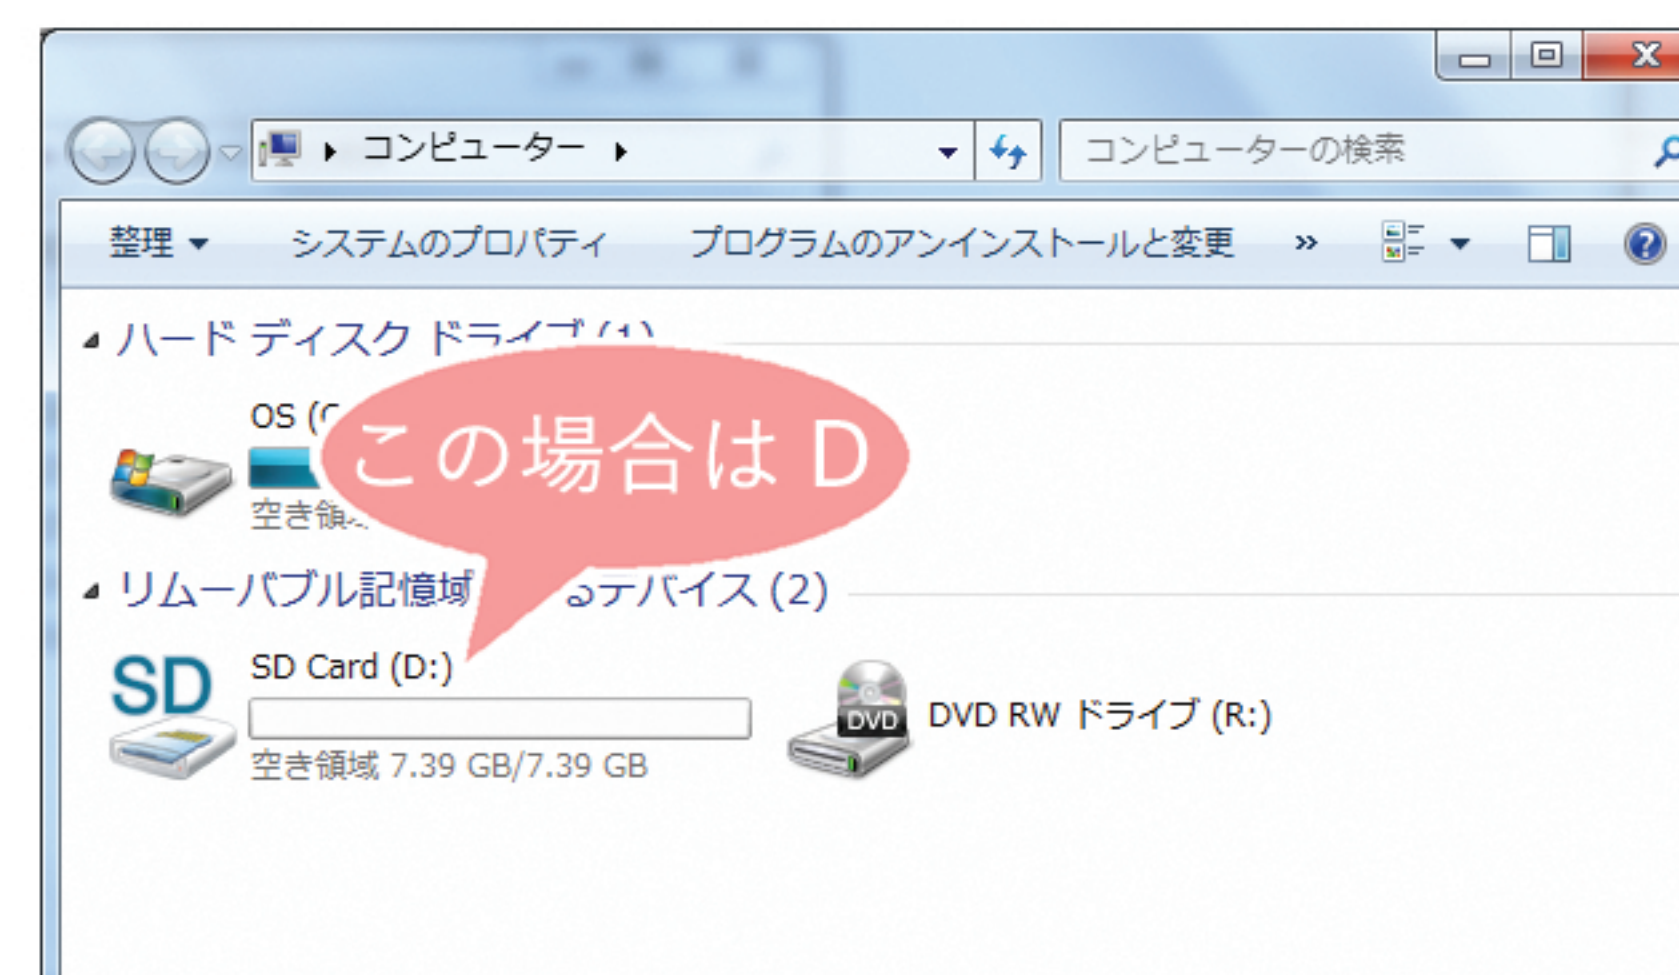 コンピューター
コンピューターの検索
整理
システムのプロパティ
プログラムのアンインストールと変更 »
ハード ディスク ドライブ (1)
OS
この場合は D
空き領
リムーバブル記憶域 るデバイス (2)
SD
SD Card (D:)
空き領域 7.39 GB/7.39 GB
DVD
DVD RW ドライブ (R:)